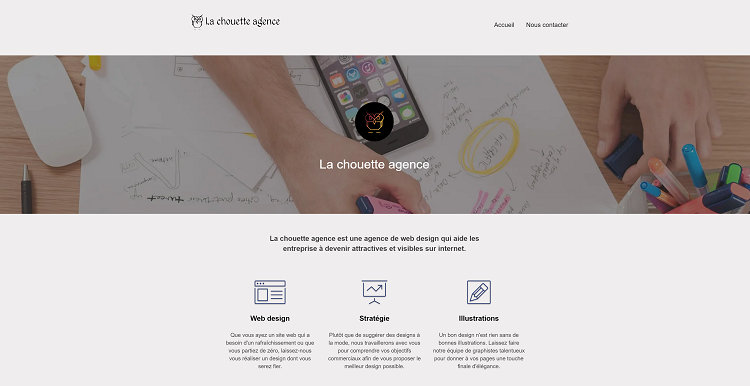 La chouette agence
Accueil
Nous contacter
La chouette agence
La chouette agence est une agence de web design qui aide les
entreprise à devenir attractives et visibles sur internet.
Web design
Que vous ayez un site web qui a
besoin d'un rafraîchissement ou que
vous partiez de zéro, laissez-nous
vous réaliser un design dont vous
serez fier.
Stratégie
Plutôt que de suggérer des designs à
la mode, nous travaillerons avec vous
pour comprendre vos objectifs
commerciaux afin de vous proposer le
meilleur design possible.
Illustrations
Un bon design n'est rien sans de
bonnes illustrations. Laissez faire
notre équipe de graphistes talentueux
pour donner à vos pages une touche
finale d'élégance.